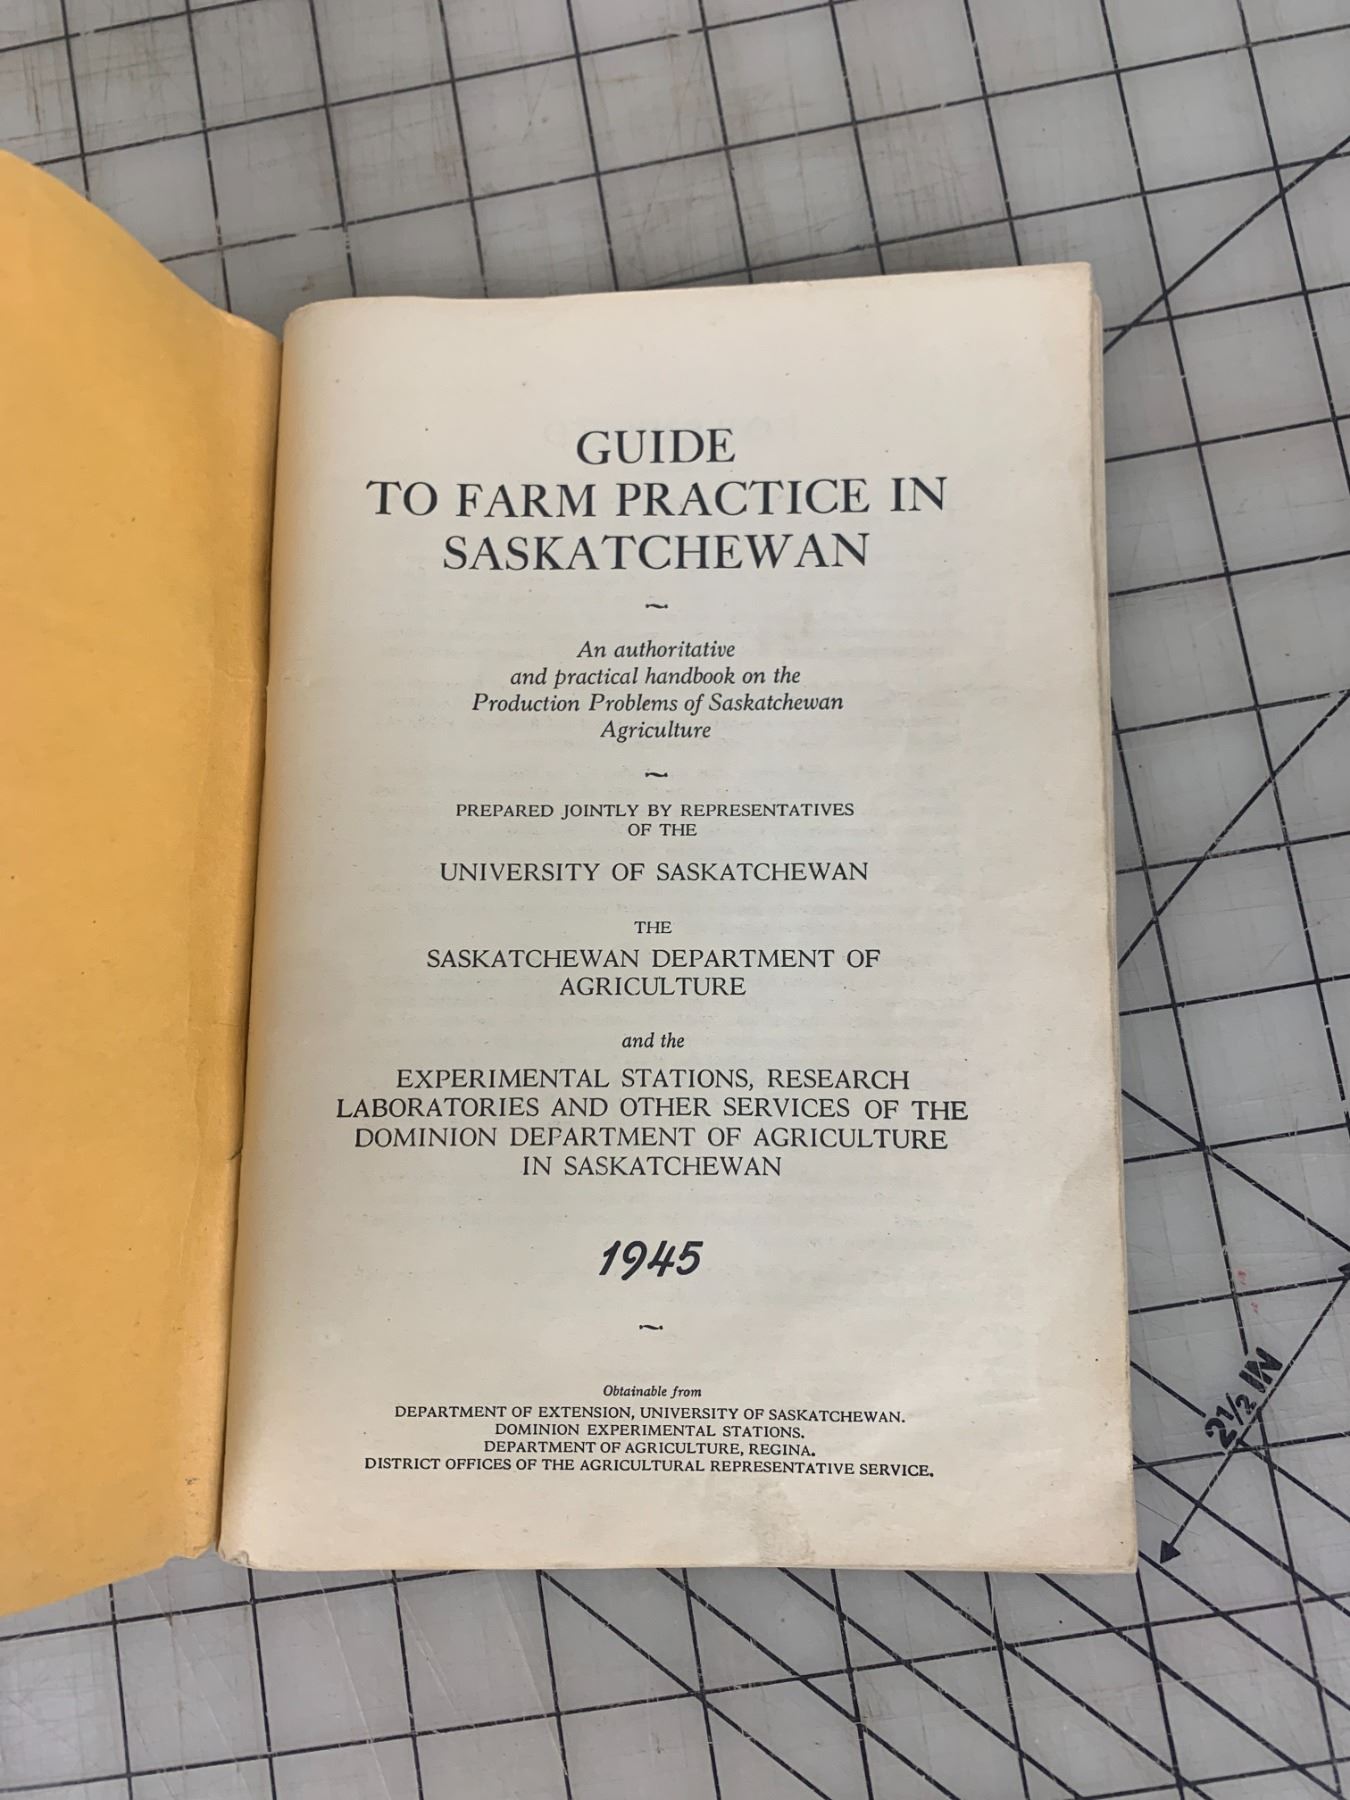 GUIDE
TO FARM PRACTICE IN
SASKATCHEWAN
~
An authoritative
and practical handbook on the
Production Problems of Saskatchewan
Agriculture
~
PREPARED JOINTLY BY REPRESENTATIVES
OF THE
UNIVERSITY OF SASKATCHEWAN
THE
SASKATCHEWAN DEPARTMENT OF
AGRICULTURE
and the
EXPERIMENTAL STATIONS, RESEARCH
LABORATORIES AND OTHER SERVICES OF THE
DOMINION DEPARTMENT OF AGRICULTURE
IN SASKATCHEWAN
1945
~
Obtainable from
DEPARTMENT OF EXTENSION, UNIVERSITY OF SASKATCHEWAN.
DOMINION EXPERIMENTAL STATIONS.
DEPARTMENT OF AGRICULTURE, REGINA.
DISTRICT OFFICES OF THE AGRICULTURAL REPRESENTATIVE SERVICE.
2½ IN